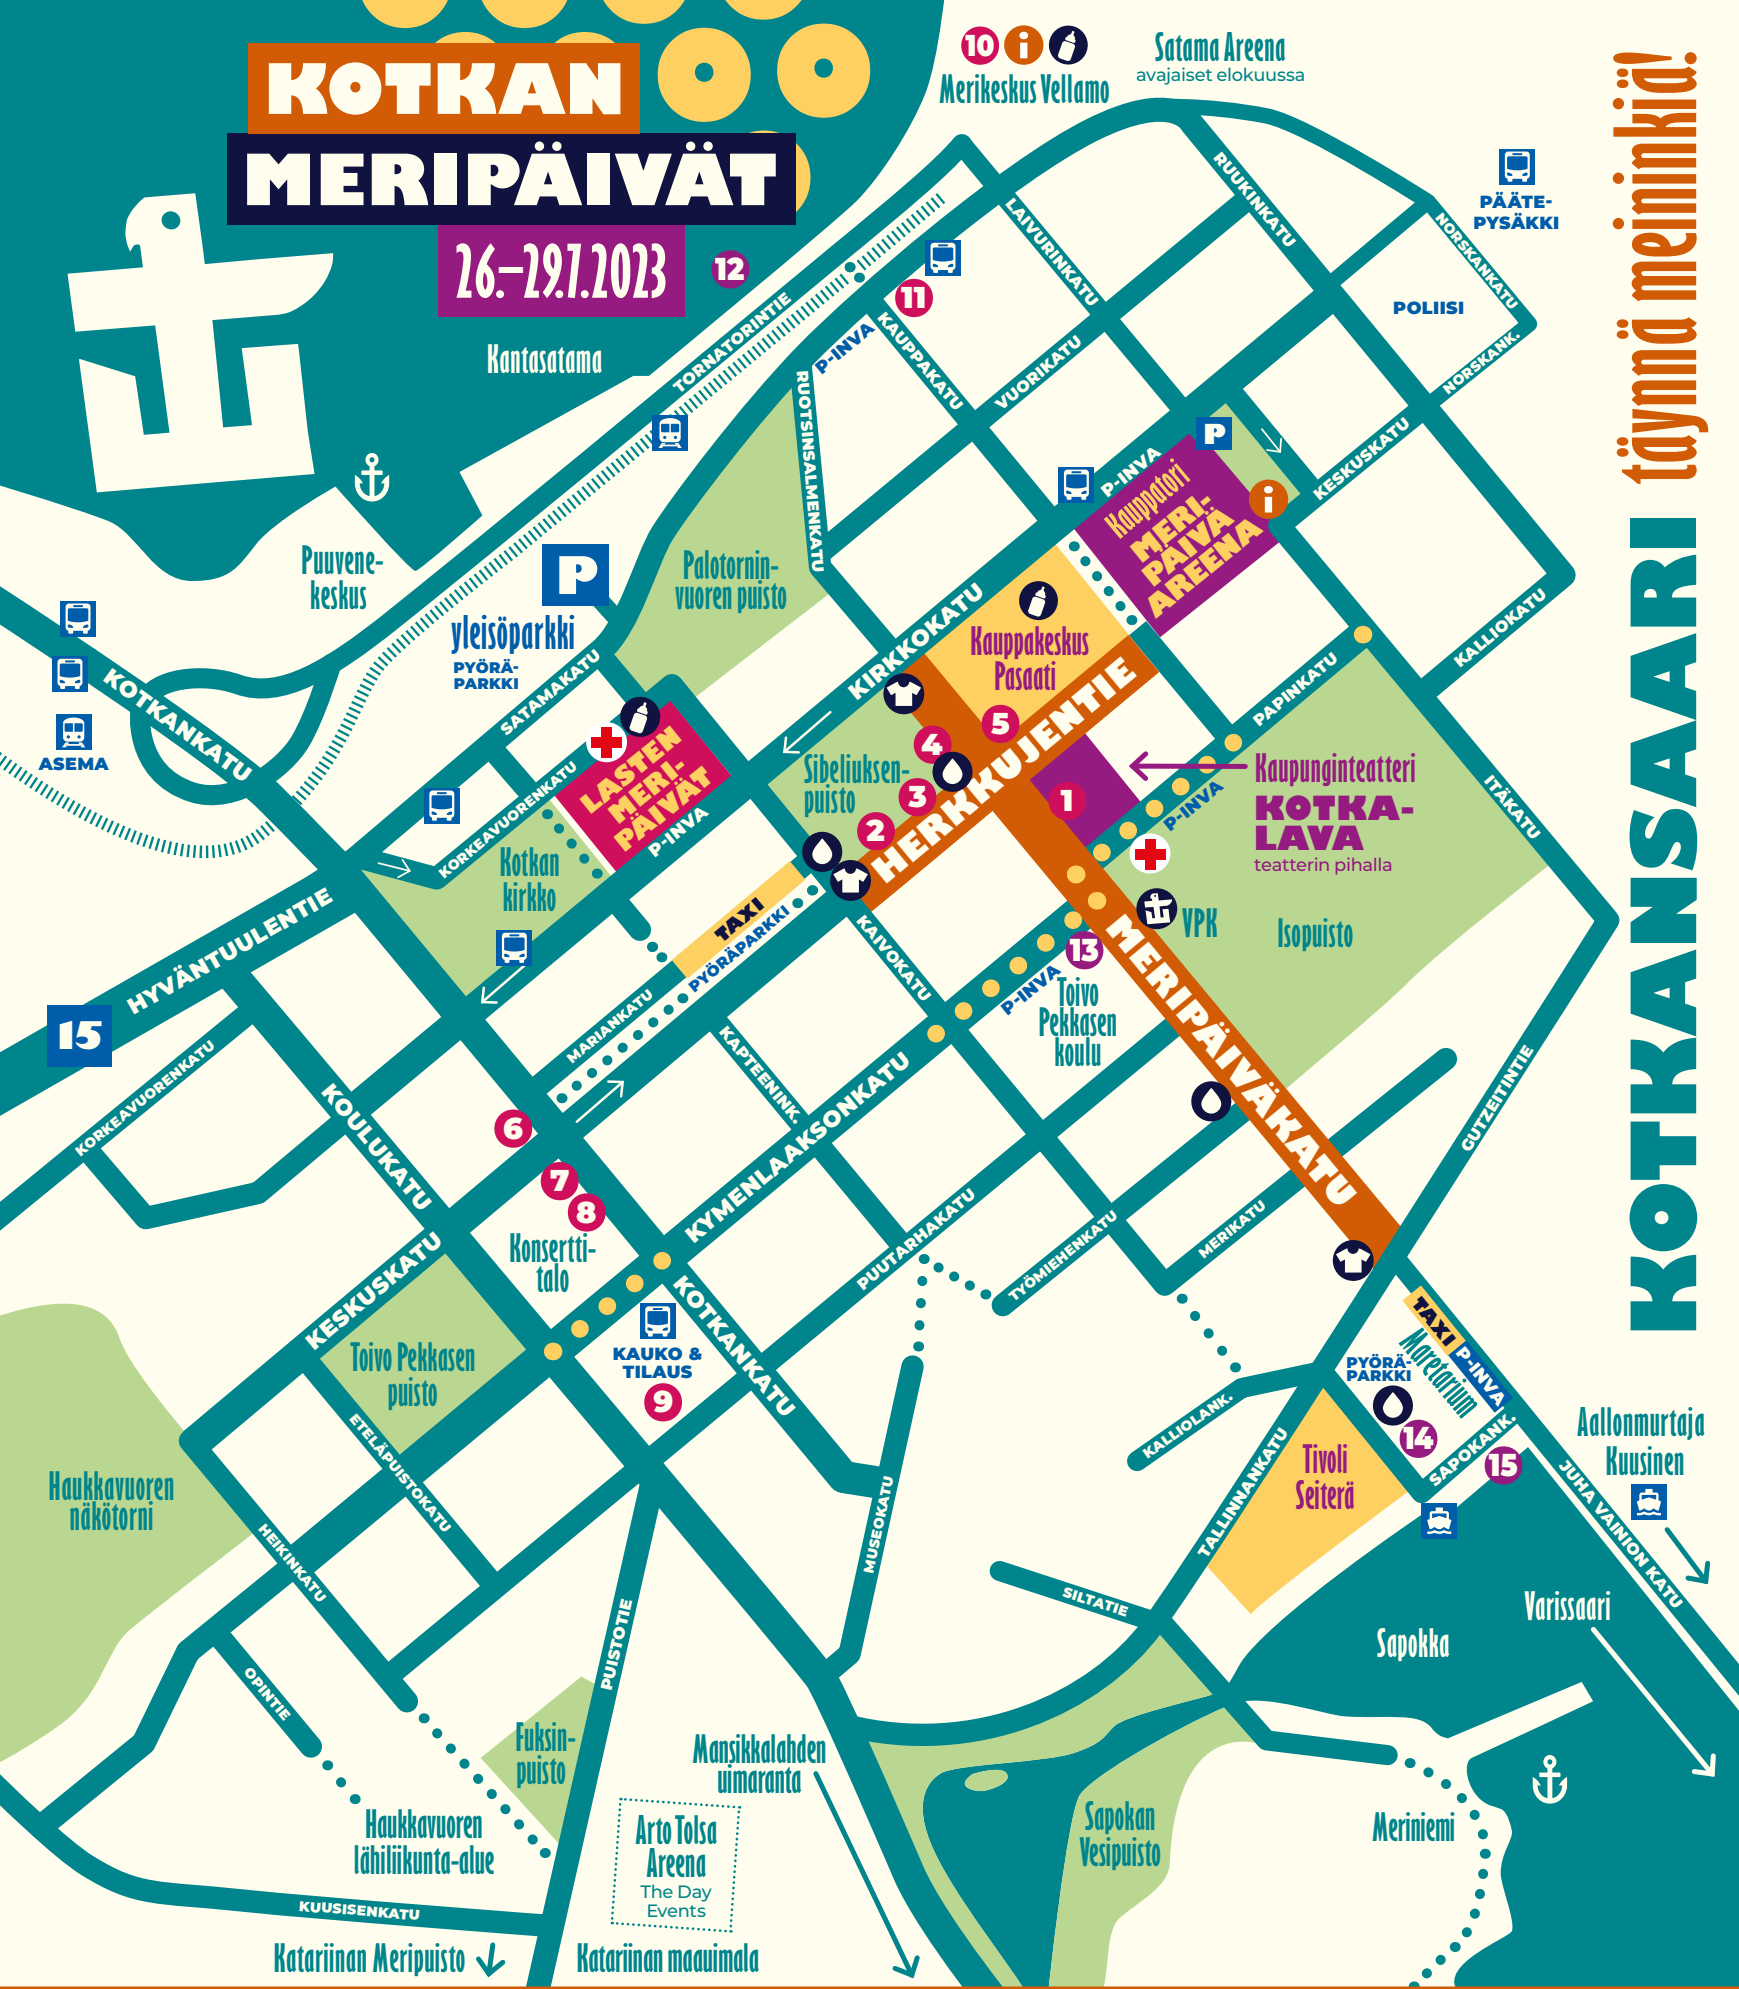 KOTKAN
MERIPÄIVÄT
26.–29.7.2023
12
Kantasatama
10
i
Merikeskus Vellamo
Satama Areena
avajaiset elokuussa
PÄÄTE-
PYSÄKKI
POLIISI
RUUKINKATU
NORSKANKATU
NORSKANK.
LAIVURINKATU
TORNATORINTIE
11
P-INVA
KAUPPAKATU
VUORIKATU
RUOTSINSALMENKATU
KESKUSKATU
P
P-INVA
Kauppatori
MERI-
PÄIVÄ
AREENA
i
KALLIOKATU
Puuvene-
keskus
P
yleisöparkki
PYÖRÄ-
PARKKI
Palotornin-
vuoren puisto
KIRKKOKATU
Kauppakeskus
Pasaati
5
4
3
2
HERKKUJENTIE
Sibeliuksen-
puisto
PAPINKATU
ITÄKATU
Kaupunginteatteri
KOTKA-
LAVA
teatterin pihalla
1
P-INVA
ASEMA
KOTKANKATU
SATAMAKATU
KORKEAVUORENKATU
LASTEN
MERI-
PÄIVÄT
P-INVA
Kotkan
kirkko
TAXI
PYÖRÄPARKKI
KAIVOKATU
VPK
Isopuisto
13
P-INVA
Toivo
Pekkasen
koulu
MERIPÄIVÄKATU
GUTZEITINTIE
HYVÄNTUULENTIE
15
KORKEAVUORENKATU
MARIANKATU
KAPTEENINK.
KOULUKATU
6
7
8
Konsertti-
talo
KYMENLAAKSONKATU
PUUTARHAKATU
TYÖMIEHENKATU
MERIKATU
KESKUSKATU
Toivo Pekkasen
puisto
KAUKO &
TILAUS
9
KOTKANKATU
ETELÄPUISTOKATU
Haukkavuoren
näkötorni
HEIKINKATU
MUSEOKATU
KALLIOLANK.
TALLINNANKATU
Tivoli
Seiterä
PYÖRÄ-
PARKKI
TAXI
P-INVA
Maretarium
14
SAPOKANK.
15
JUHA VAINION KATU
Aallonmurtaja
Kuusinen
Varissaari
Sapokka
SILTATIE
PUISTOTIE
OPINTIE
Fuksin-
puisto
Mansikkalahden
uimaranta
Haukkavuoren
lähiliikunta-alue
Arto Tolsa
Areena
The Day
Events
Sapokan
Vesipuisto
Meriniemi
KUUSISENKATU
Katariinan Meripuisto
Katariinan maauimala
KOTKANSAARI täynnä meininkiä!